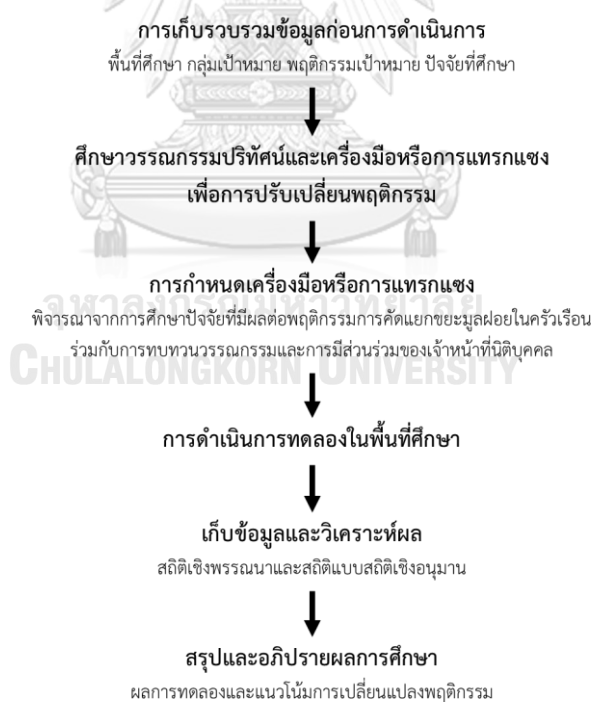 การเก็บรวบรวมข้อมูลก่อนการดำเนินการ
พื้นที่ศึกษา กลุ่มเป้าหมาย พฤติกรรมเป้าหมาย ปัจจัยที่ศึกษา
ศึกษาวรรณกรรมปริทัศน์และเครื่องมือหรือการแทรกแซง
เพื่อการปรับเปลี่ยนพฤติกรรม
การกำหนดเครื่องมือหรือการแทรกแซง
จุฬาลงกรณ์มหาวิทยาลัย
พิจารณาจากการศึกษาปัจจัยที่มีผลต่อพฤติกรรมการคัดแยกขยะมูลฝอยในครัวเรือน
ร่วมกับการทบทวนวรรณกรรมและการมีส่วนร่วมของเจ้าหน้าที่นิติบุคคล
CHULALONGKORN UNIVERSITY
การดำเนินการทดลองในพื้นที่ศึกษา
เก็บข้อมูลและวิเคราะห์ผล
สถิติเชิงพรรณนาและสถิติแบบสถิติเชิงอนุมาน
สรุปและอภิปรายผลการศึกษา
ผลการทดลองและแนวโน้มการเปลี่ยนแปลงพฤติกรรม